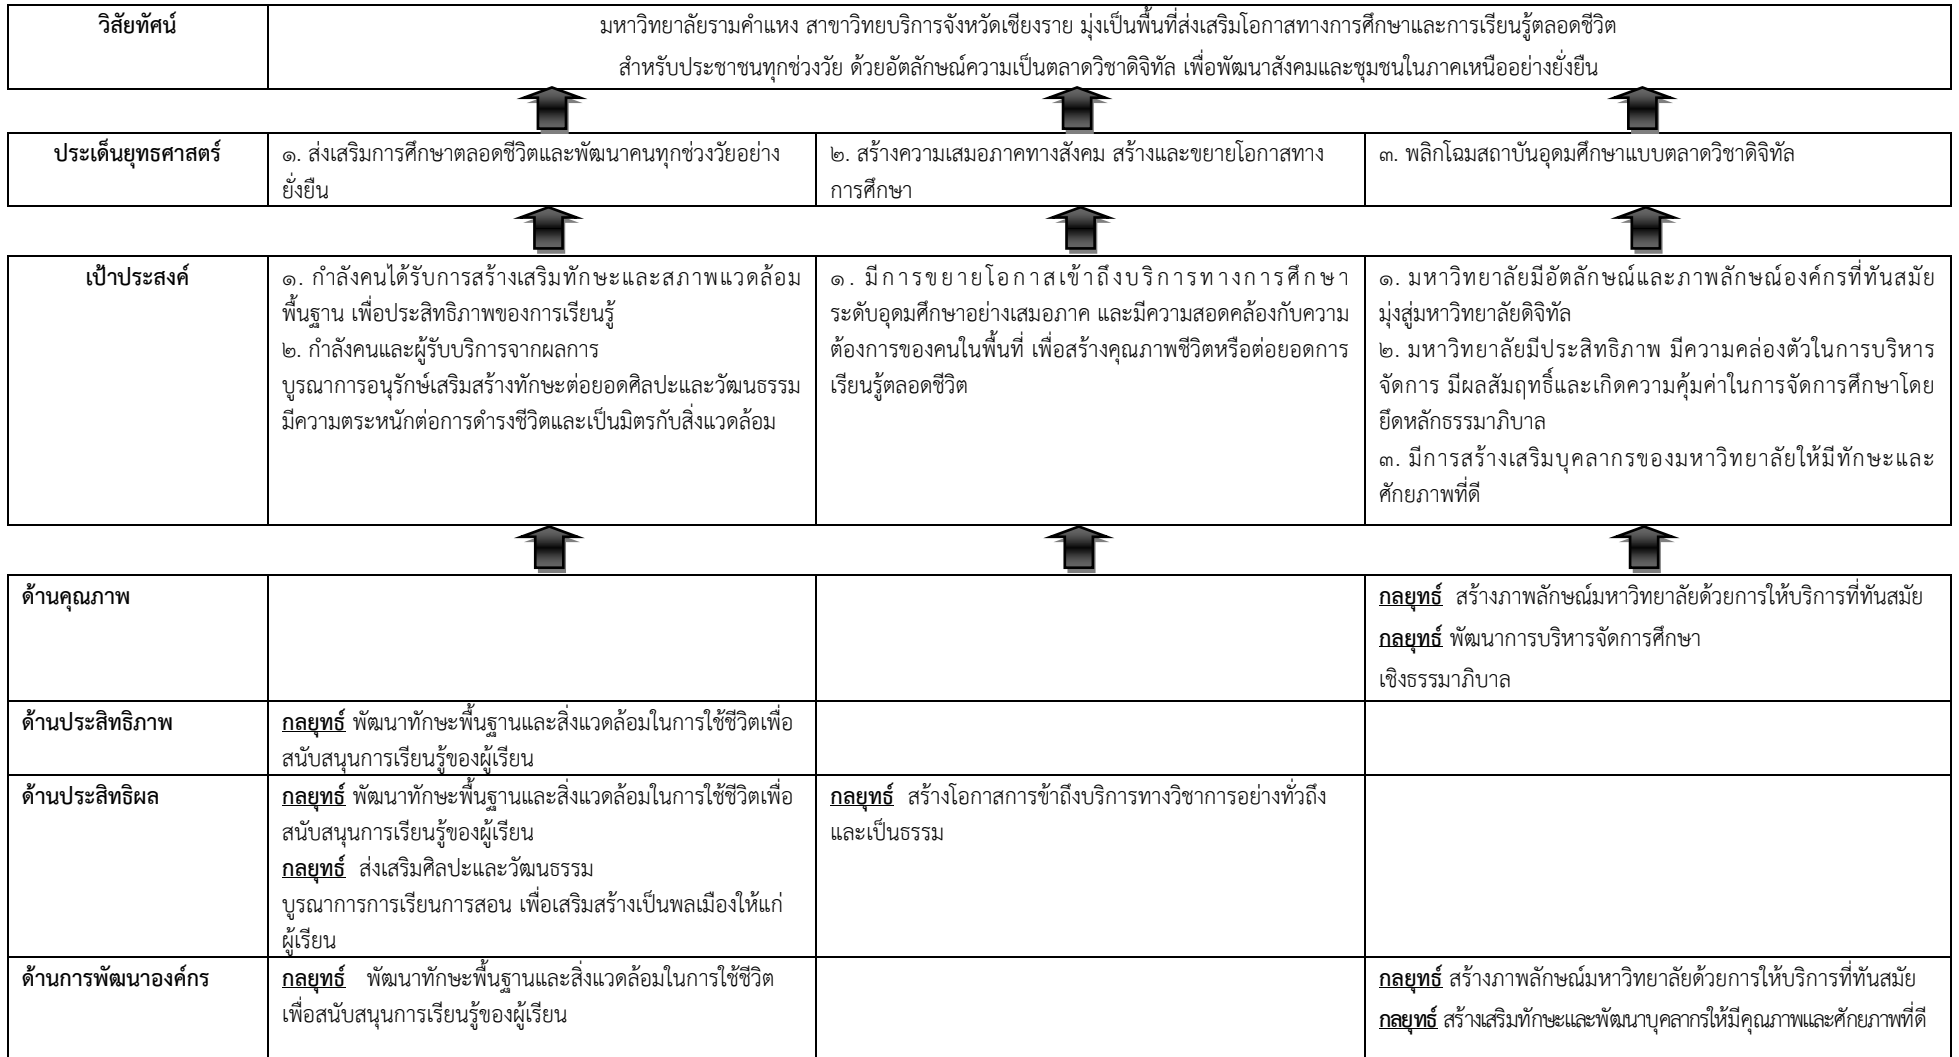 วิสัยทัศน์
มหาวิทยาลัยรามคำแหง สาขาวิทยบริการจังหวัดเชียงราย มุ่งเป็นพื้นที่ส่งเสริมโอกาสทางการศึกษาและการเรียนรู้ตลอดชีวิต
สำหรับประชาชนทุกช่วงวัย ด้วยอัตลักษณ์ความเป็นตลาดวิชาดิจิทัล เพื่อพัฒนาสังคมและชุมชนในภาคเหนืออย่างยั่งยืน
ประเด็นยุทธศาสตร์
๑. ส่งเสริมการศึกษาตลอดชีวิตและพัฒนาคนทุกช่วงวัยอย่าง
ยั่งยืน
๒. สร้างความเสมอภาคทางสังคม สร้างและขยายโอกาสทาง
การศึกษา
๓. พลิกโฉมสถาบันอุดมศึกษาแบบตลาดวิชาดิจิทัล
เป้าประสงค์
๑. กำลังคนได้รับการสร้างเสริมทักษะและสภาพแวดล้อม
พื้นฐาน เพื่อประสิทธิภาพของการเรียนรู้
๒. กำลังคนและผู้รับบริการจากผลการ
บูรณาการอนุรักษ์เสริมสร้างทักษะต่อยอดศิลปะและวัฒนธรรม
มีความตระหนักต่อการดำรงชีวิตและเป็นมิตรกับสิ่งแวดล้อม
๑. มีการขยายโอกาสเข้าถึงบริการทางการศึกษา
ระดับอุดมศึกษาอย่างเสมอภาค และมีความสอดคล้องกับความ
ต้องการของคนในพื้นที่ เพื่อสร้างคุณภาพชีวิตหรือต่อยอดการ
เรียนรู้ตลอดชีวิต
๑. มหาวิทยาลัยมีอัตลักษณ์และภาพลักษณ์องค์กรที่ทันสมัย
มุ่งสู่มหาวิทยาลัยดิจิทัล
๒. มหาวิทยาลัยมีประสิทธิภาพ มีความคล่องตัวในการบริหาร
จัดการ มีผลสัมฤทธิ์และเกิดความคุ้มค่าในการจัดการศึกษาโดย
ยึดหลักธรรมาภิบาล
๓. มีการสร้างเสริมบุคลากรของมหาวิทยาลัยให้มีทักษะและ
ศักยภาพที่ดี
ด้านคุณภาพ
กลยุทธ์ สร้างภาพลักษณ์มหาวิทยาลัยด้วยการให้บริการที่ทันสมัย
กลยุทธ์ พัฒนาการบริหารจัดการศึกษา
เชิงธรรมาภิบาล
ด้านประสิทธิภาพ
กลยุทธ์ พัฒนาทักษะพื้นฐานและสิ่งแวดล้อมในการใช้ชีวิตเพื่อ
สนับสนุนการเรียนรู้ของผู้เรียน
ด้านประสิทธิผล
กลยุทธ์ พัฒนาทักษะพื้นฐานและสิ่งแวดล้อมในการใช้ชีวิตเพื่อ
สนับสนุนการเรียนรู้ของผู้เรียน
กลยุทธ์ ส่งเสริมศิลปะและวัฒนธรรม
บูรณาการการเรียนการสอน เพื่อเสริมสร้างเป็นพลเมืองให้แก่
ผู้เรียน
กลยุทธ์ สร้างโอกาสการข้าถึงบริการทางวิชาการอย่างทั่วถึง
และเป็นธรรม
ด้านการพัฒนาองค์กร
กลยุทธ์ พัฒนาทักษะพื้นฐานและสิ่งแวดล้อมในการใช้ชีวิต
เพื่อสนับสนุนการเรียนรู้ของผู้เรียน
กลยุทธ์ สร้างภาพลักษณ์มหาวิทยาลัยด้วยการให้บริการที่ทันสมัย
กลยุทธ์ สร้างเสริมทักษะและพัฒนาบุคลากรให้มีคุณภาพและศักยภาพที่ดี